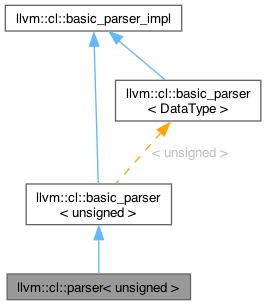 llvm::cl::basic_parser_impl
llvm::cl::basic_parser
< DataType >
< unsigned >
llvm::cl::basic_parser
< unsigned >
llvm::cl::parser< unsigned >